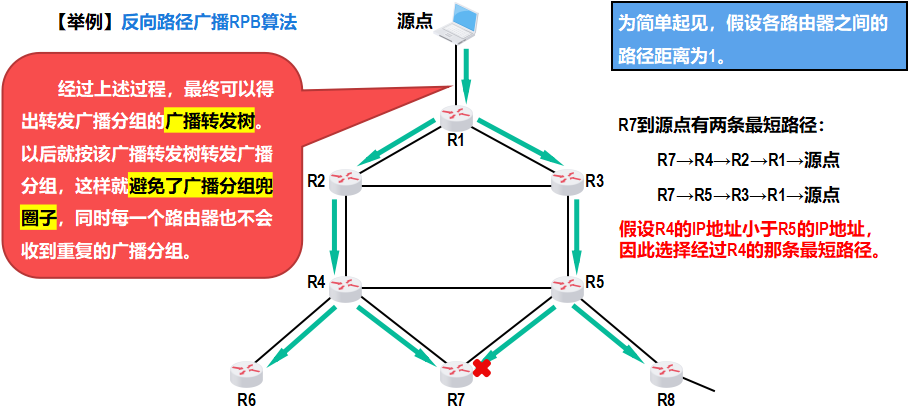 【举例】反向路径广播RPB算法
源点
为简单起见，假设各路由器之间的
路径距离为1。
经过上述过程，最终可以得
出转发广播分组的广播转发树。
以后就按该广播转发树转发广播
分组，这样就避免了广播分组兜
圈子，同时每一个路由器也不会
收到重复的广播分组。
R7到源点有两条最短路径：
R7→R4→R2→R1→源点
R7→R5→R3→R1→源点
假设R4的IP地址小于R5的IP地址，
因此选择经过R4的那条最短路径。
R1
R2
R3
R4
R5
R6
R7
R8